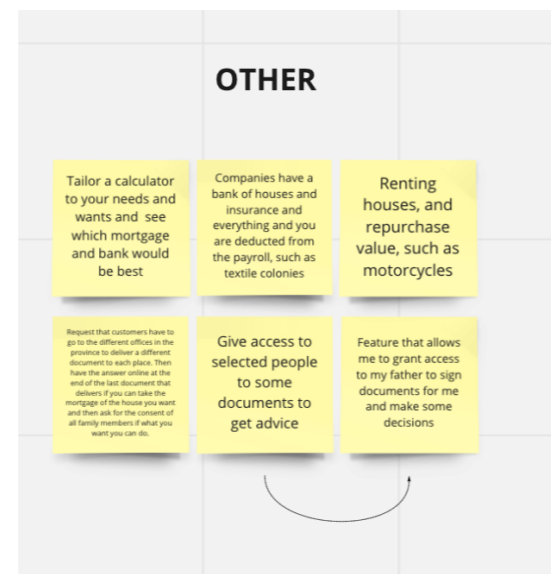 OTHER
Tailor a calculator
to your needs and
wants and see
which mortgage
and bank would
be best
Companies have a
bank of houses and
insurance and
everything and you
are deducted from
the payroll, such as
textile colonies
Renting
houses, and
repurchase
value, such as
motorcycles
Request that customers have to
go to the different offices in the
province to deliver a different
document to each place. Then
have the answer online at the
end of the last document that
delivers if you can take the
mortgage of the house you want
and then ask for the consent of
all family members if what you
want you can do.
Give access to
selected people
to some
documents to
get advice
Feature that allows
me to grant access
to my father to sign
documents for me
and make some
decisions